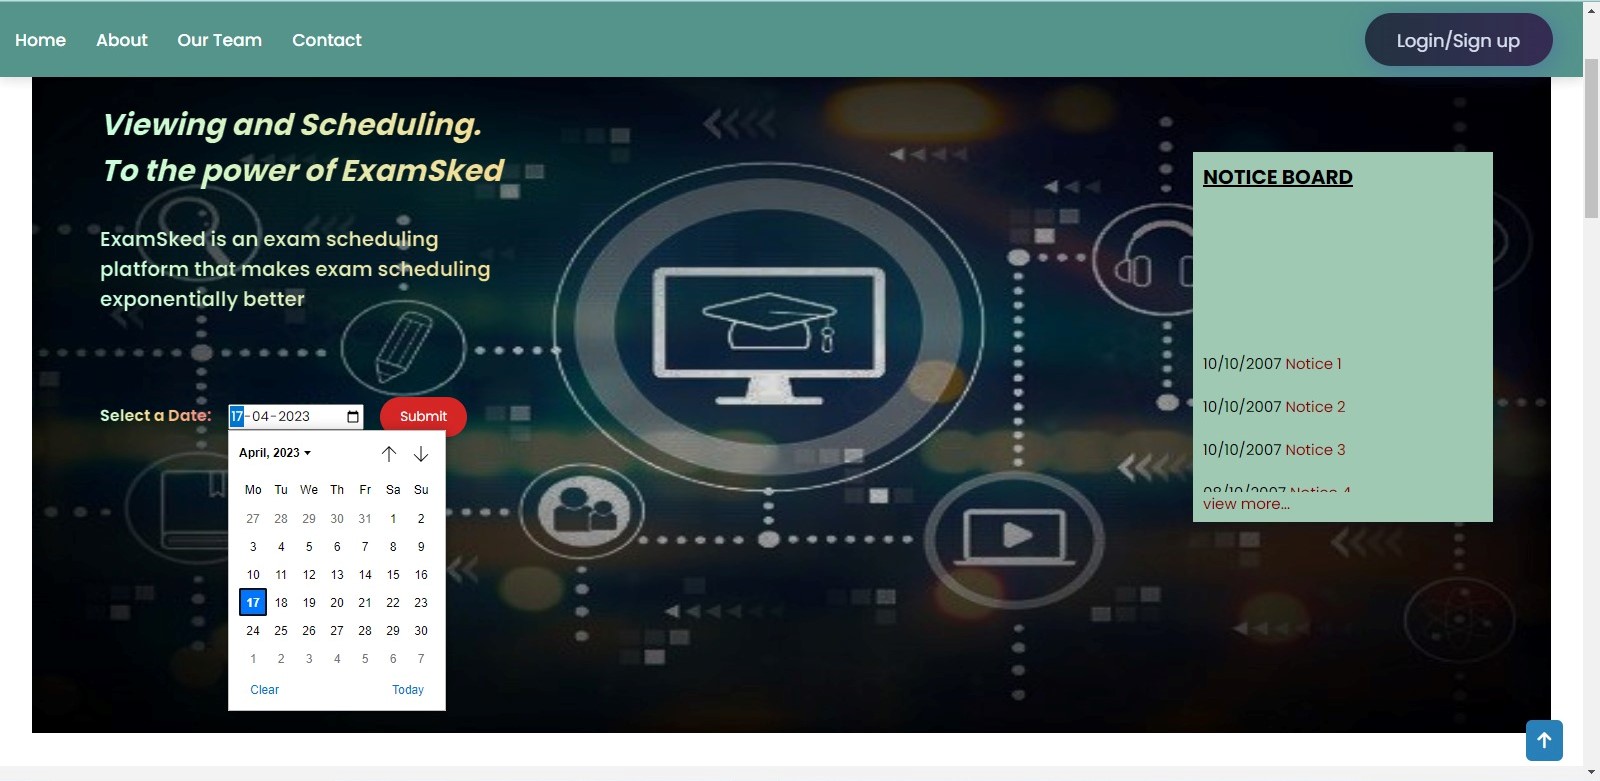 Home About Our Team Contact Login/Sign up
Viewing and Scheduling.
To the power of ExamSked
ExamSked is an exam scheduling
platform that makes exam scheduling
exponentially better
Select a Date: 17-04-2023 Submit
April, 2023
Mo Tu We Th Fr Sa Su
27 28 29 30 31 1 2
3 4 5 6 7 8 9
10 11 12 13 14 15 16
17 18 19 20 21 22 23
24 25 26 27 28 29 30
1 2 3 4 5 6 7
Clear Today
NOTICE BOARD
10/10/2007 Notice 1
10/10/2007 Notice 2
10/10/2007 Notice 3
08/10/2007 Notice 4
view more...